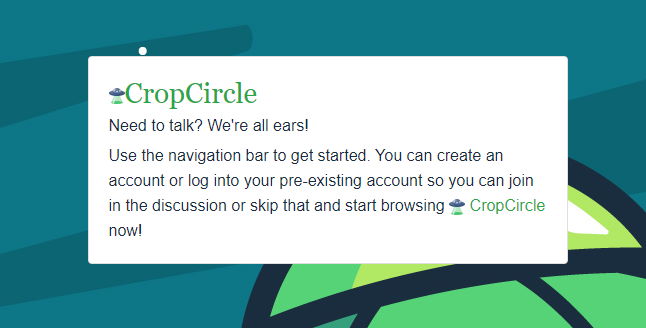 CropCircle
Need to talk? We're all ears!
Use the navigation bar to get started. You can create an
account or log into your pre-existing account so you can join
in the discussion or skip that and start browsing 🛸 CropCircle
now!